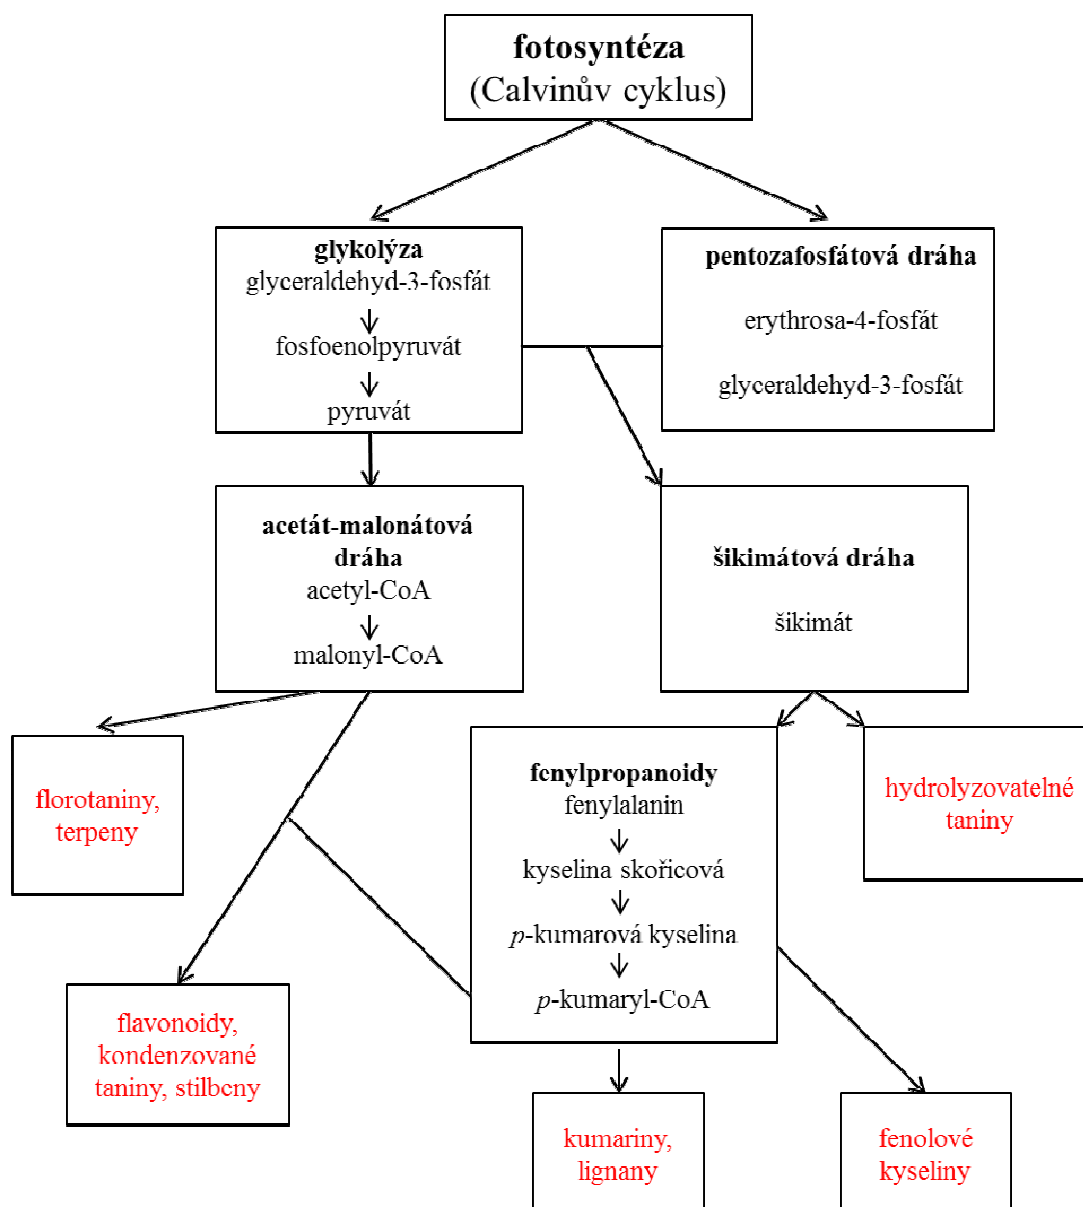 fotosyntéza
(Calvinův cyklus)
glykolýza
glyceraldehyd-3-fosfát
fosfoenolpyruvát
pyruvát
pentozafosfátová dráha
erythrosa-4-fosfát
glyceraldehyd-3-fosfát
acetát-malonátová
dráha
acetyl-CoA
malonyl-CoA
šikimátová dráha
šikimát
florotaniny,
terpeny
fenylpropanoidy
fenylalanin
kyselina skořicová
p-kumarová kyselina
p-kumaryl-CoA
hydrolyzovatelné
taniny
flavonoidy,
kondenzované
taniny, stilbeny
kumariny,
lignany
fenolové
kyseliny